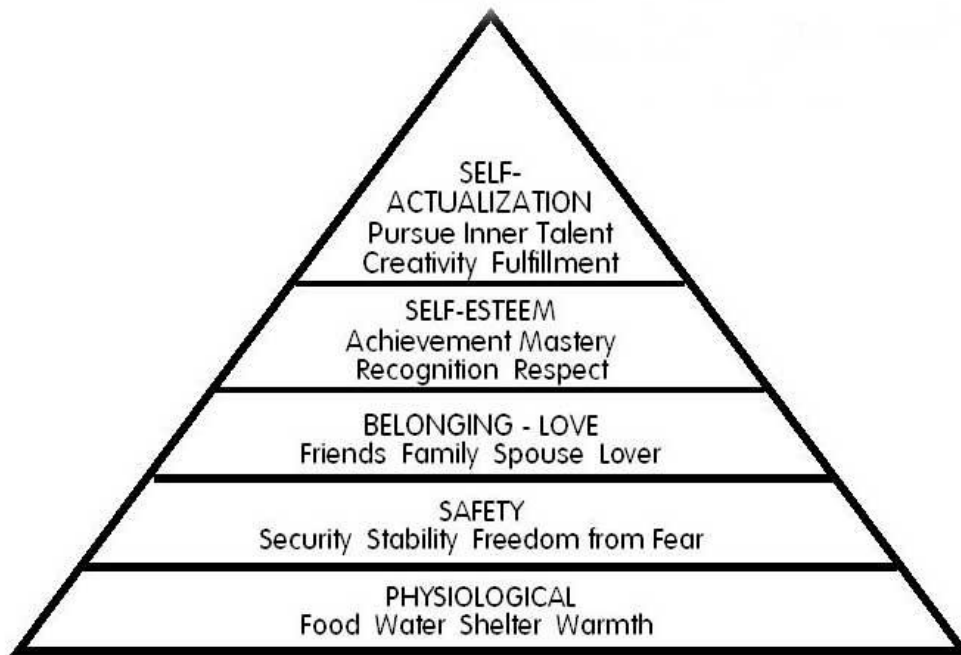 SELF-
ACTUALIZATION
Pursue Inner Talent
Creativity Fulfillment
SELF-ESTEEM
Achievement Mastery
Recognition Respect
BELONGING - LOVE
Friends Family Spouse Lover
SAFETY
Security Stability Freedom from Fear
PHYSIOLOGICAL
Food Water Shelter Warmth